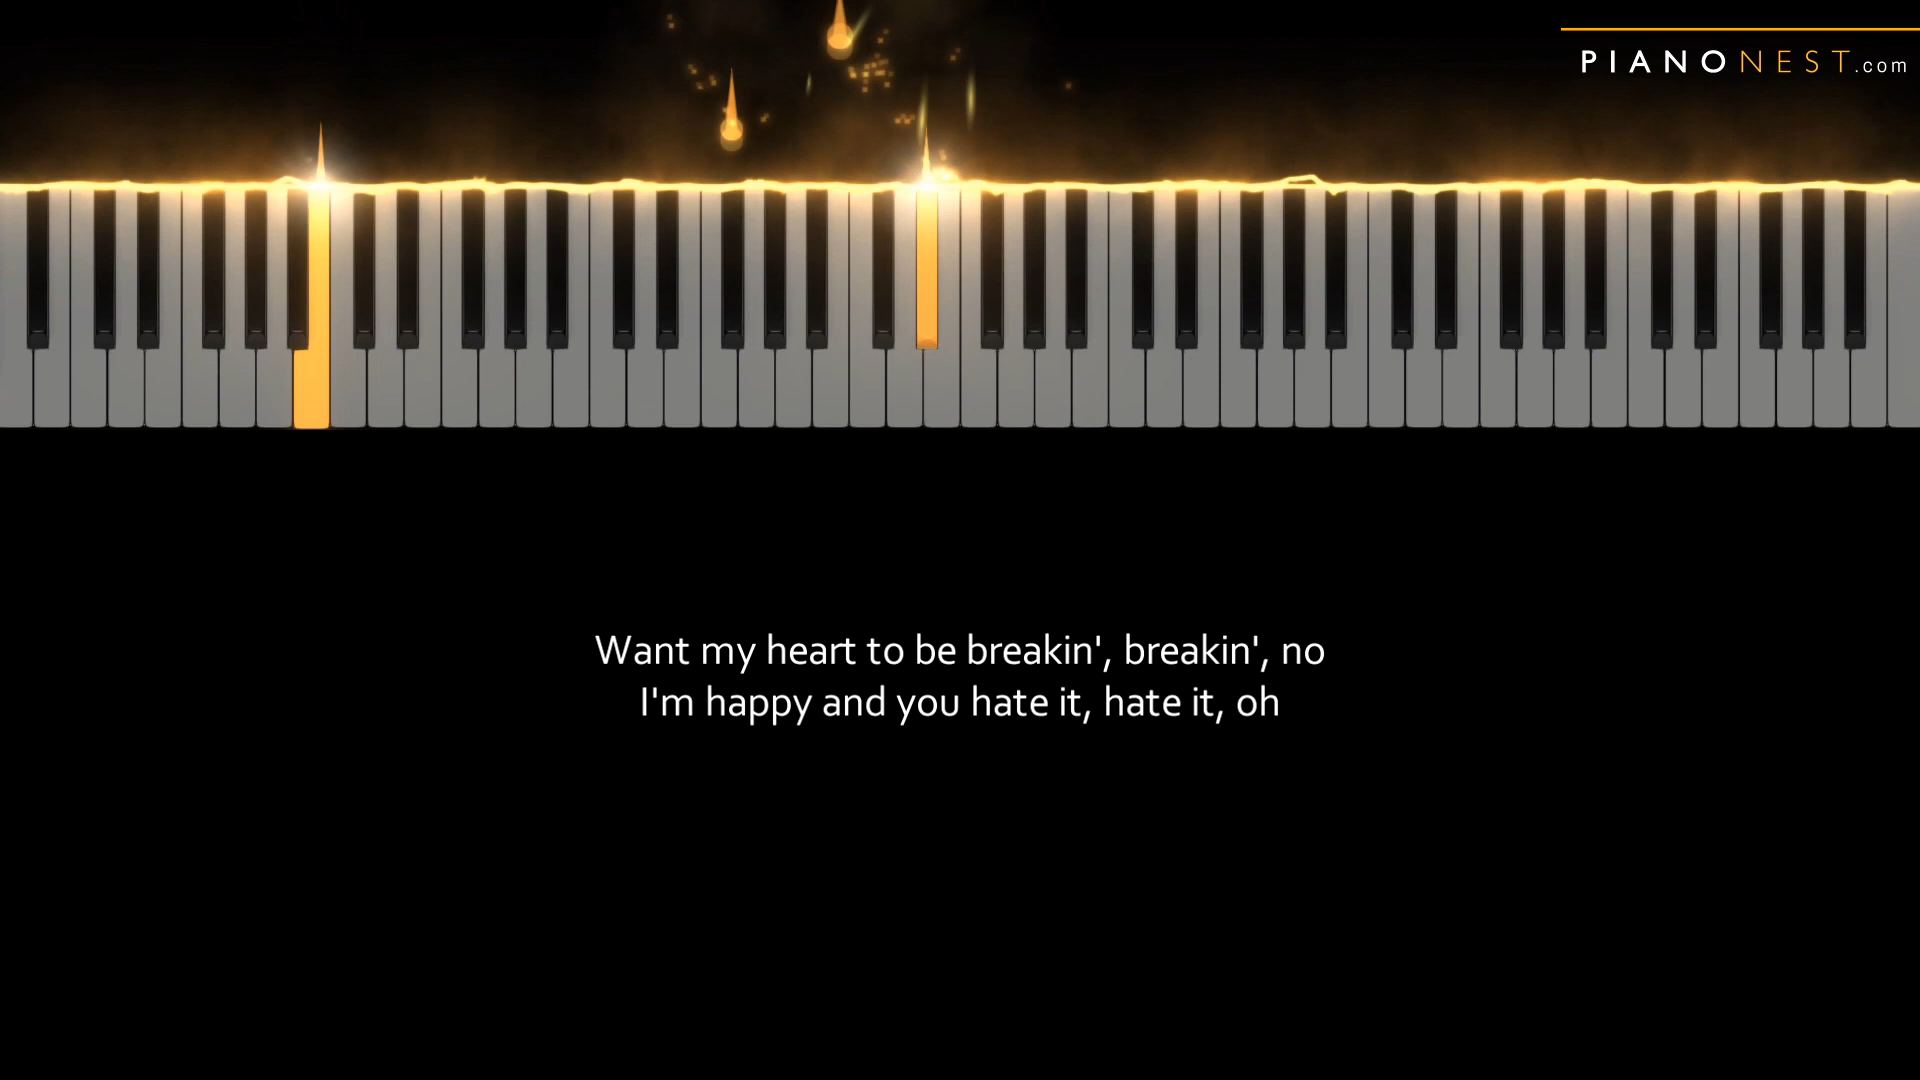 PIANONEST.com
Want my heart to be breakin', breakin', no
I'm happy and you hate it, hate it, oh